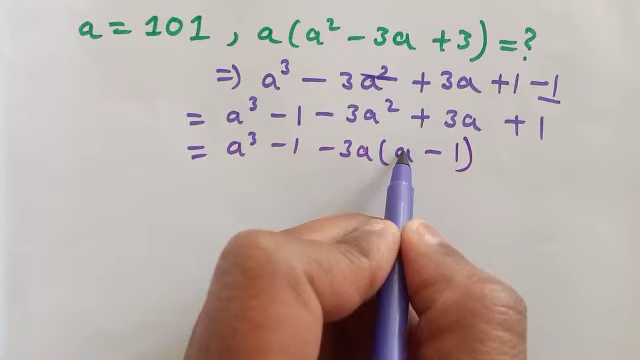 a = 101 , a(a² - 3a + 3) = ?
⇒ a³ - 3a² + 3a + 1 - 1
= a³ - 1 - 3a² + 3a + 1
= a³ - 1 - 3a(a - 1)